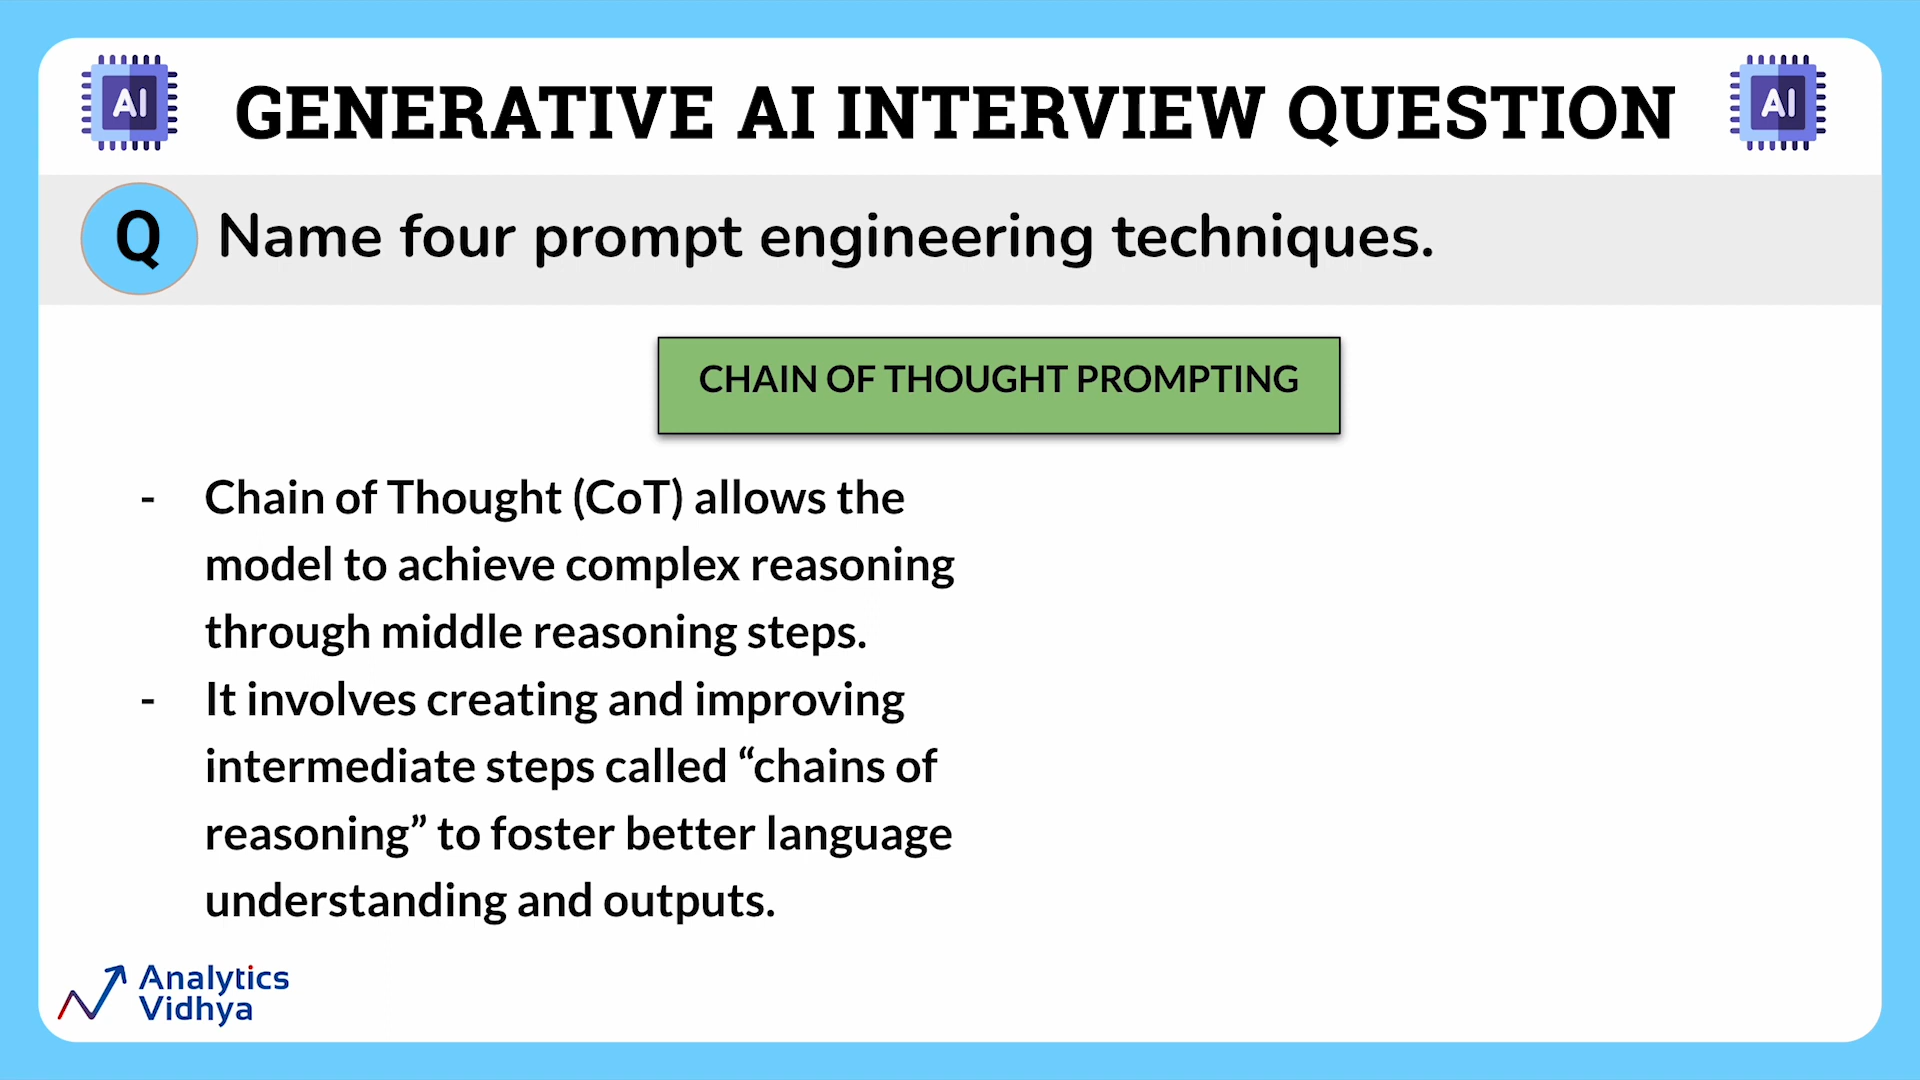 AI
GENERATIVE AI INTERVIEW QUESTION
AI
Q
Name four prompt engineering techniques.
CHAIN OF THOUGHT PROMPTING
- Chain of Thought (CoT) allows the
model to achieve complex reasoning
through middle reasoning steps.
- It involves creating and improving
intermediate steps called “chains of
reasoning” to foster better language
understanding and outputs.
Analytics
Vidhya